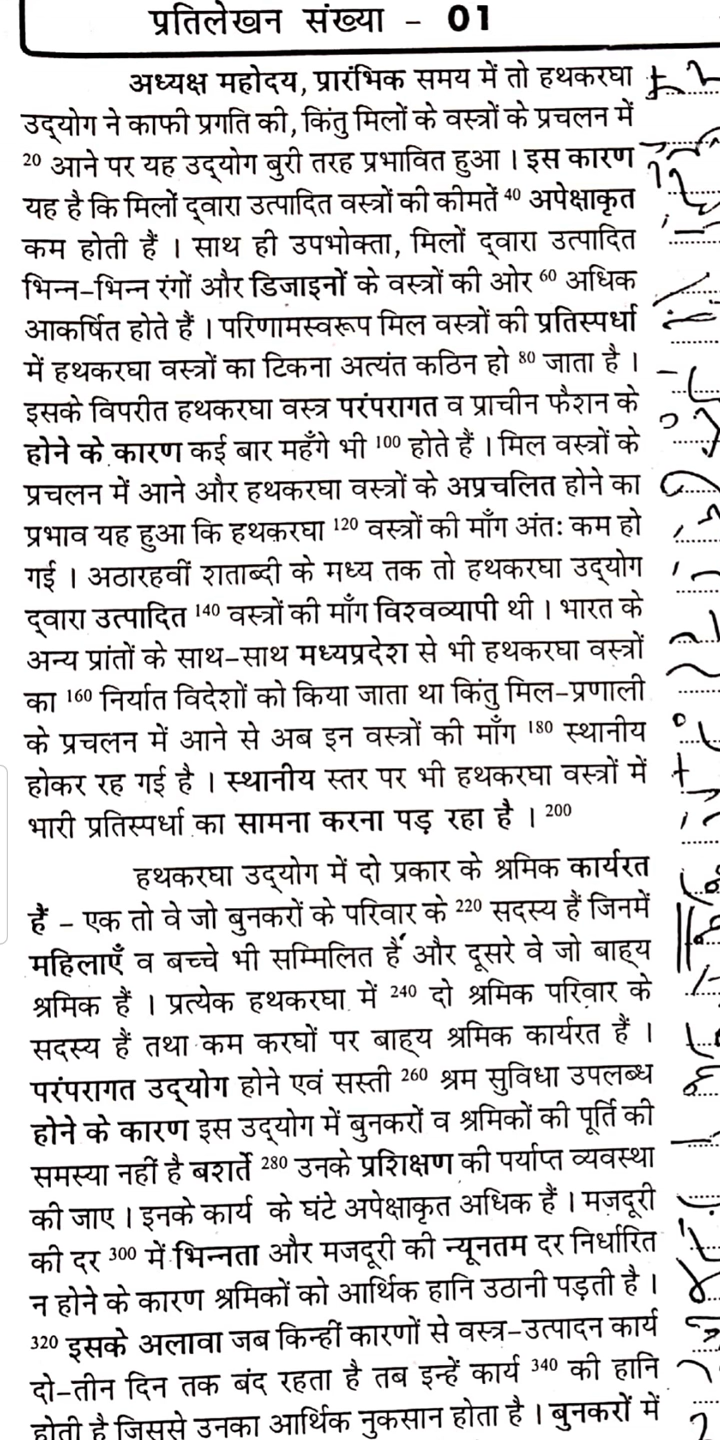 प्रतिलेखन संख्या - 01
अध्यक्ष महोदय, प्रारंभिक समय में तो हथकरघा
उद्योग ने काफी प्रगति की, किंतु मिलों के वस्त्रों के प्रचलन में
20 आने पर यह उद्योग बुरी तरह प्रभावित हुआ । इस कारण
यह है कि मिलों द्वारा उत्पादित वस्त्रों की कीमतें 40 अपेक्षाकृत
कम होती हैं । साथ ही उपभोक्ता, मिलों द्वारा उत्पादित
भिन्न-भिन्न रंगों और डिजाइनों के वस्त्रों की ओर 60 अधिक
आकर्षित होते हैं । परिणामस्वरूप मिल वस्त्रों की प्रतिस्पर्धा
में हथकरघा वस्त्रों का टिकना अत्यंत कठिन हो 80 जाता है ।
इसके विपरीत हथकरघा वस्त्र परंपरागत व प्राचीन फैशन के
होने के कारण कई बार महँगे भी 100 होते हैं । मिल वस्त्रों के
प्रचलन में आने और हथकरघा वस्त्रों के अप्रचलित होने का
प्रभाव यह हुआ कि हथकरघा 120 वस्त्रों की माँग अंतः कम हो
गई । अठारहवीं शताब्दी के मध्य तक तो हथकरघा उद्योग
द्वारा उत्पादित 140 वस्त्रों की माँग विश्वव्यापी थी । भारत के
अन्य प्रांतों के साथ-साथ मध्यप्रदेश से भी हथकरघा वस्त्रों
का 160 निर्यात विदेशों को किया जाता था किंतु मिल-प्रणाली
के प्रचलन में आने से अब इन वस्त्रों की माँग 180 स्थानीय
होकर रह गई है । स्थानीय स्तर पर भी हथकरघा वस्त्रों में
भारी प्रतिस्पर्धा का सामना करना पड़ रहा है । 200
हथकरघा उद्योग में दो प्रकार के श्रमिक कार्यरत
हैं - एक तो वे जो बुनकरों के परिवार के 220 सदस्य हैं जिनमें
महिलाएँ व बच्चे भी सम्मिलित हैं और दूसरे वे जो बाह्य
श्रमिक हैं । प्रत्येक हथकरघा में 240 दो श्रमिक परिवार के
सदस्य हैं तथा कम करघों पर बाह्य श्रमिक कार्यरत हैं ।
परंपरागत उद्योग होने एवं सस्ती 260 श्रम सुविधा उपलब्ध
होने के कारण इस उद्योग में बुनकरों व श्रमिकों की पूर्ति की
समस्या नहीं है बशर्ते 280 उनके प्रशिक्षण की पर्याप्त व्यवस्था
की जाए । इनके कार्य के घंटे अपेक्षाकृत अधिक हैं । मज़दूरी
की दर 300 में भिन्नता और मजदूरी की न्यूनतम दर निर्धारित
न होने के कारण श्रमिकों को आर्थिक हानि उठानी पड़ती है ।
320 इसके अलावा जब किन्हीं कारणों से वस्त्र-उत्पादन कार्य
दो-तीन दिन तक बंद रहता है तब इन्हें कार्य 340 की हानि
होती है जिससे उनका आर्थिक नुकसान होता है । बुनकरों में